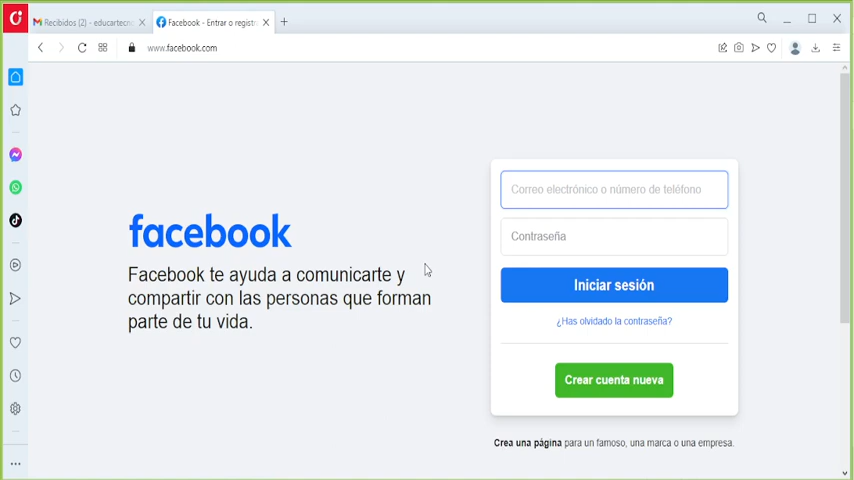 Recibidos (2) - educartecn
Facebook - Entrar o registr
www.facebook.com
facebook
Facebook te ayuda a comunicarte y
compartir con las personas que forman
parte de tu vida.
Correo electrónico o número de teléfono
Contraseña
Iniciar sesión
¿Has olvidado la contraseña?
Crear cuenta nueva
Crea una página para un famoso, una marca o una empresa.